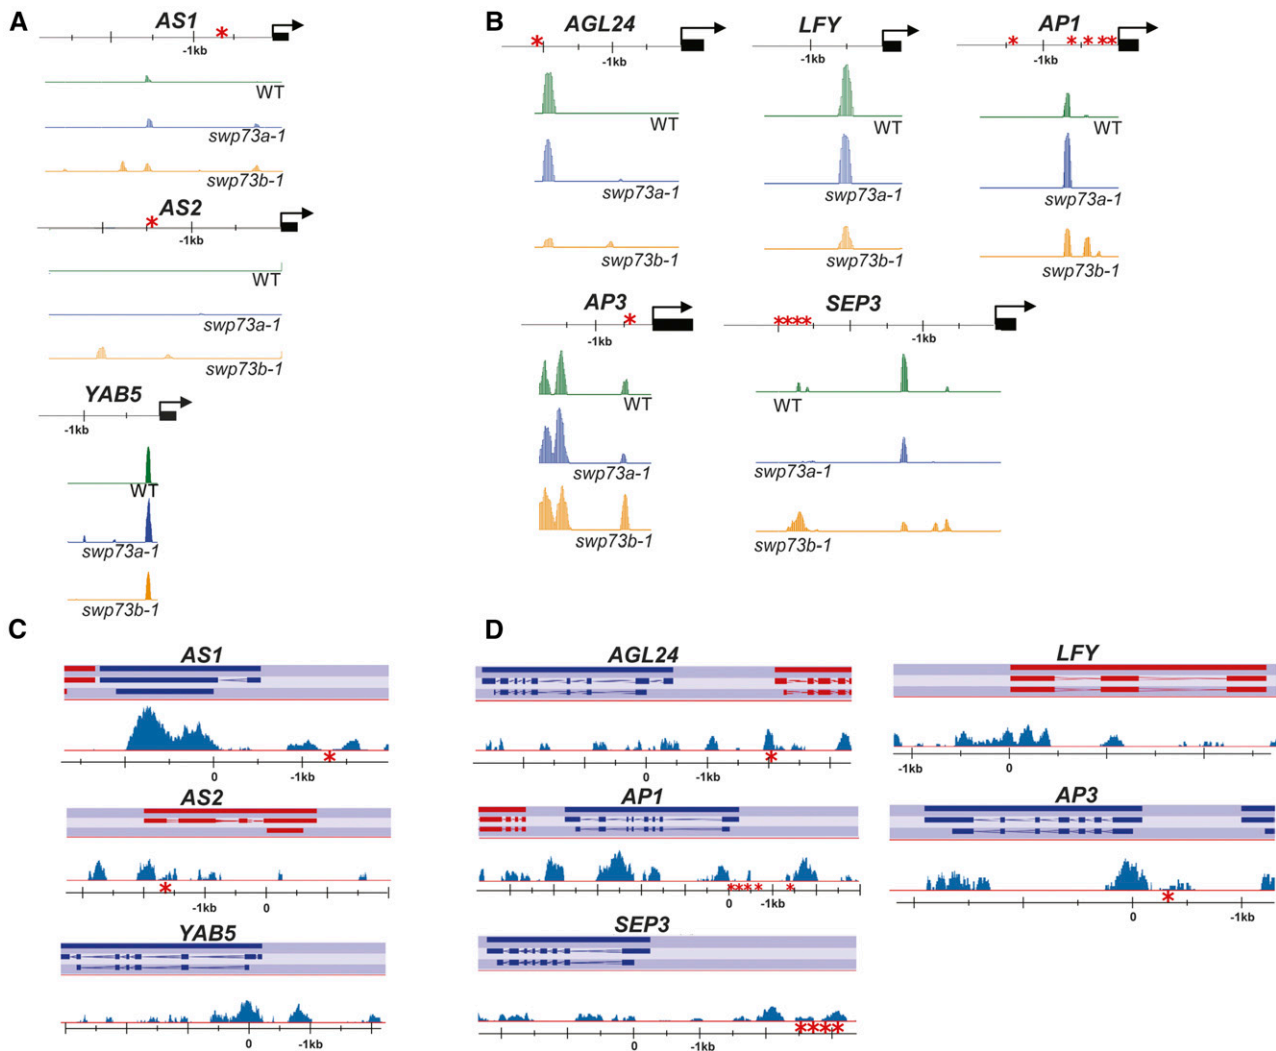 A
AS1
*
-1kb
WT
swp73a-1
swp73b-1
AS2
*
-1kb
WT
swp73a-1
swp73b-1
YAB5
-1kb
WT
swp73a-1
swp73b-1
B
AGL24
*
-1kb
WT
swp73a-1
swp73b-1
LFY
-1kb
WT
swp73a-1
swp73b-1
AP1
* * * * *
-1kb
WT
swp73a-1
swp73b-1
AP3
*
-1kb
WT
swp73a-1
swp73b-1
SEP3
****
-1kb
WT
swp73a-1
swp73b-1
C
AS1
0 -1kb
*
AS2
*
-1kb 0
YAB5
0 -1kb
D
AGL24
*
0 -1kb
LFY
-1kb 0
AP1
**** *
0 -1kb
AP3
*
0 -1kb
SEP3
****
0 -1kb